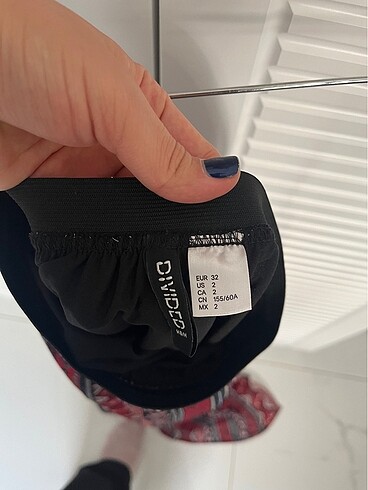 DIVIDED
H&M
EUR 32
US 2
CA 2
CN 155/60A
MX 2